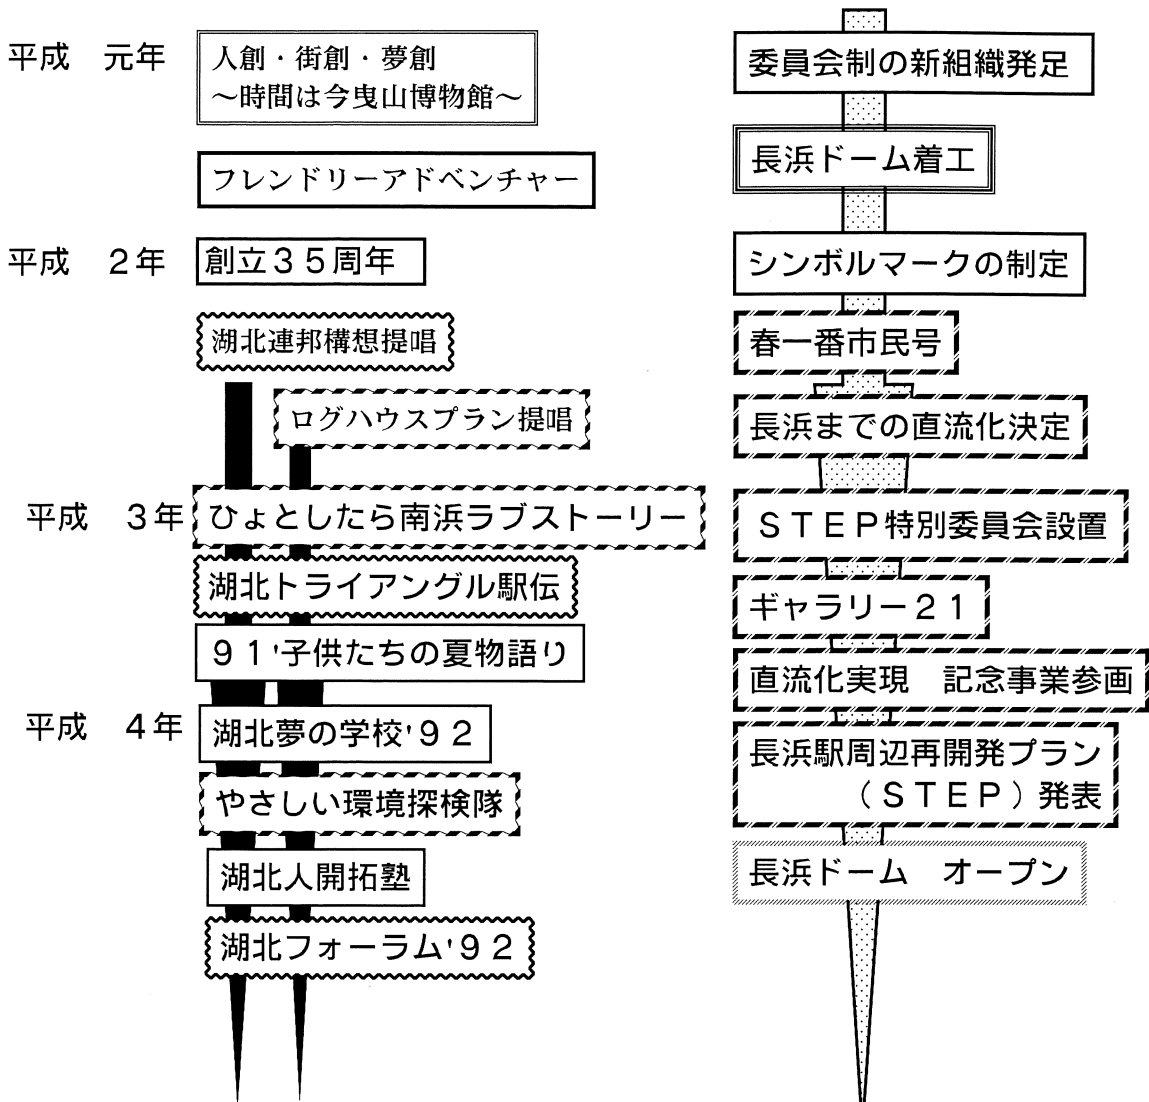 平成　元年
人創・街創・夢創
～時間は今曳山博物館～
フレンドリーアドベンチャー
平成　２年
創立３５周年
湖北連邦構想提唱
ログハウスプラン提唱
平成　３年
ひょとしたら南浜ラブストーリー
湖北トライアングル駅伝
９１'子供たちの夏物語り
平成　４年
湖北夢の学校'９２
やさしい環境探検隊
湖北人開拓塾
湖北フォーラム'９２
委員会制の新組織発足
長浜ドーム着工
シンボルマークの制定
春一番市民号
長浜までの直流化決定
ＳＴＥＰ特別委員会設置
ギャラリー２１
直流化実現　記念事業参画
長浜駅周辺再開発プラン
（ＳＴＥＰ）発表
長浜ドーム　オープン